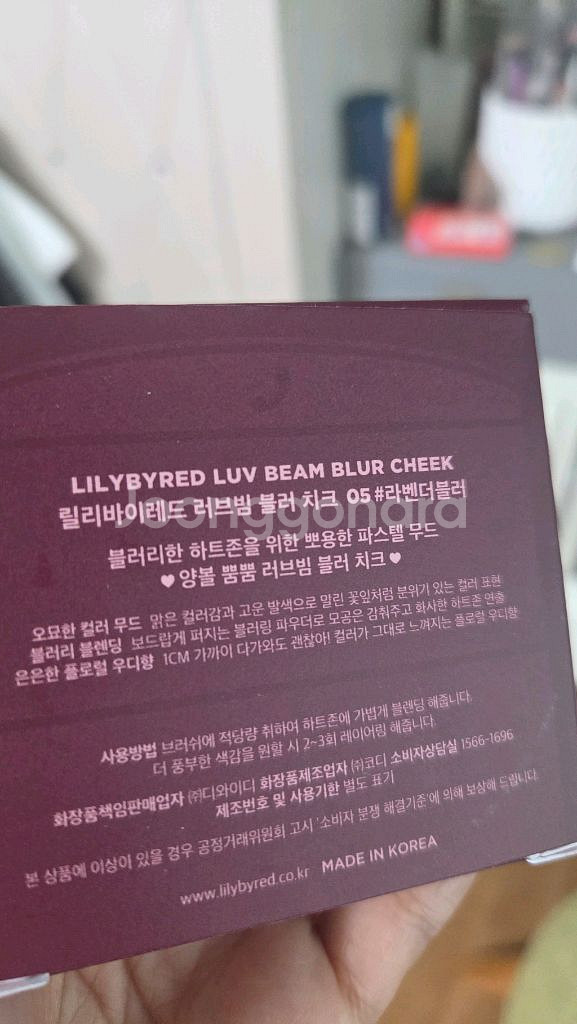 LILYBYRED LUV BEAM BLUR CHEEK
릴리바이레드 러브빔 블러 치크 05 #라벤더블러
Joonggonara
블러리한 하트존을 위한 뽀용한 파스텔 무드
♥양볼 뿜뿜 러브빔 블러 치크♥
오묘한 컬러 무드 맑은 컬러감과 고운 발색으로 말린 꽃잎처럼 분위기 있는 컬러 표현
블러리 블렌딩 보드랍게 퍼지는 블러링 파우더로 모공은 감춰주고 화사한 하트존 연출
은은한 플로럴 우디향 1CM 가까이 다가와도 괜찮아! 컬러가 그대로 느껴지는 플로럴 우디향
사용방법 브러쉬에 적당량 취하여 하트존에 가볍게 블렌딩 해줍니다.
더 풍부한 색감을 원할 시 2~3회 레이어링 해줍니다.
화장품책임판매업자 ㈜디와이디 화장품제조업자 ㈜코디 소비자상담실 1566-1696
제조번호 및 사용기한 별도 표기
본 상품에 이상이 있을 경우 공정거래위원회 고시 '소비자 분쟁 해결기준'에 의해 보상해 드립니다.
www.lilybyred.co.kr MADE IN KOREA